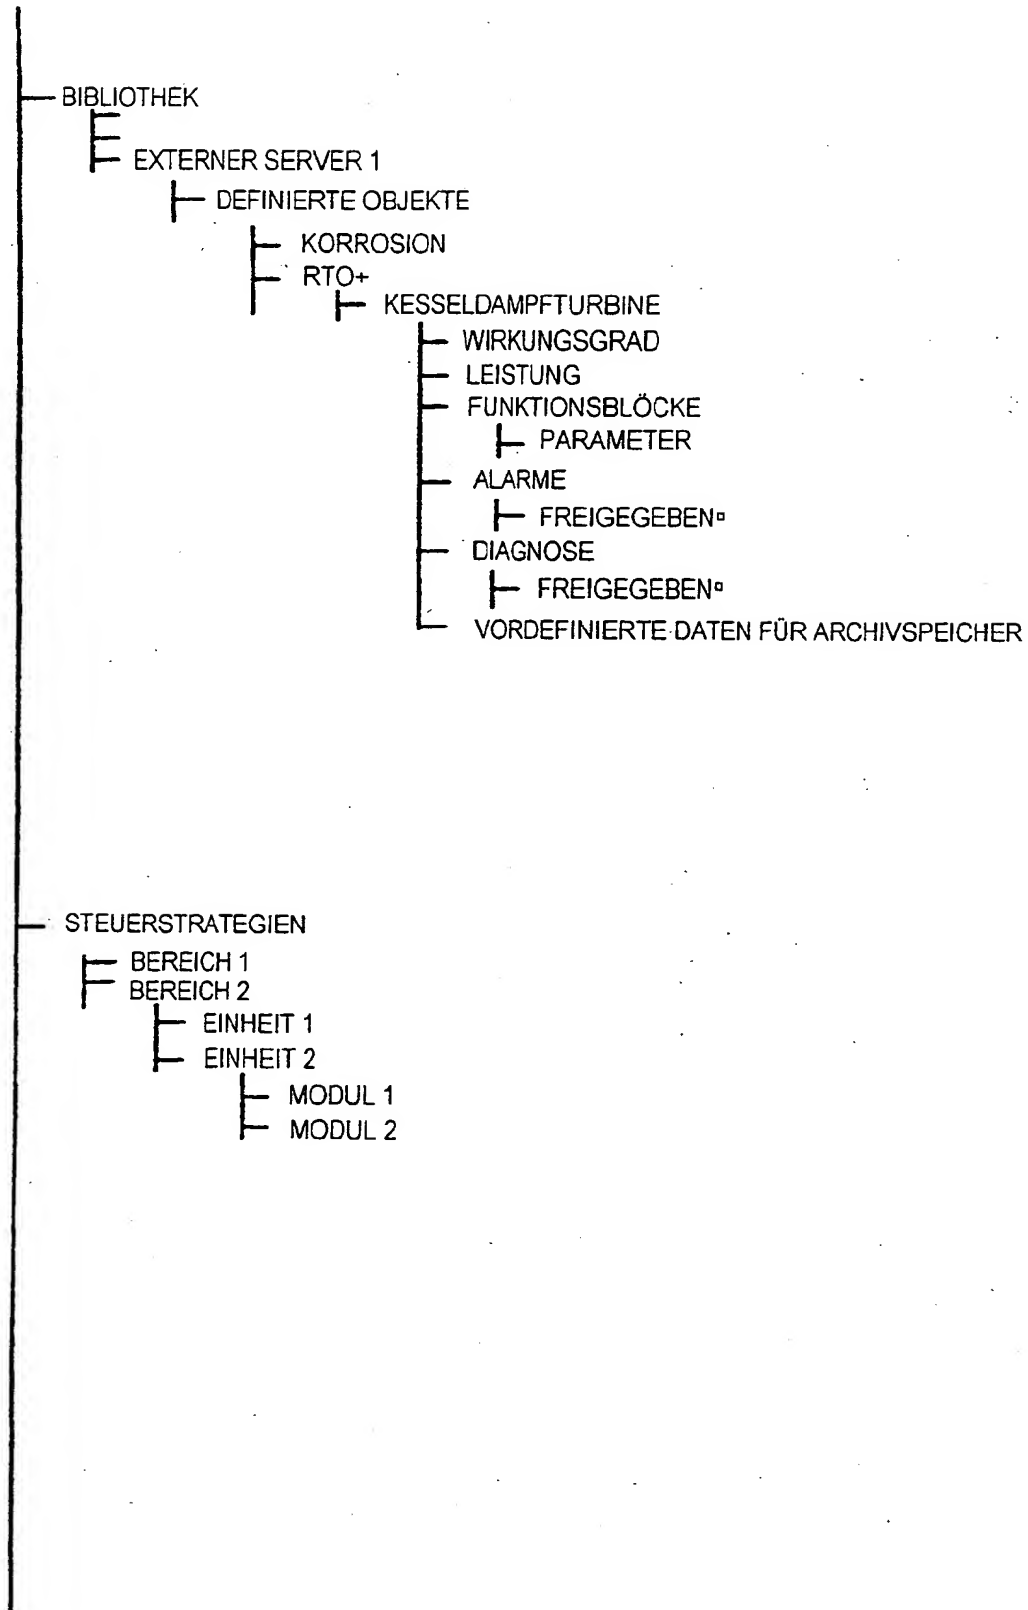 BIBLIOTHEK
EXTERNER SERVER 1
DEFINIERTE OBJEKTE
KORROSION
RTO+
KESSELDAMPFTURBINE
WIRKUNGSGRAD
LEISTUNG
FUNKTIONSBLÖCKE
PARAMETER
ALARME
FREIGEGEBEN¤
DIAGNOSE
FREIGEGEBEN¤
VORDEFINIERTE DATEN FÜR ARCHIVSPEICHER
STEUERSTRATEGIEN
BEREICH 1
BEREICH 2
EINHEIT 1
EINHEIT 2
MODUL 1
MODUL 2